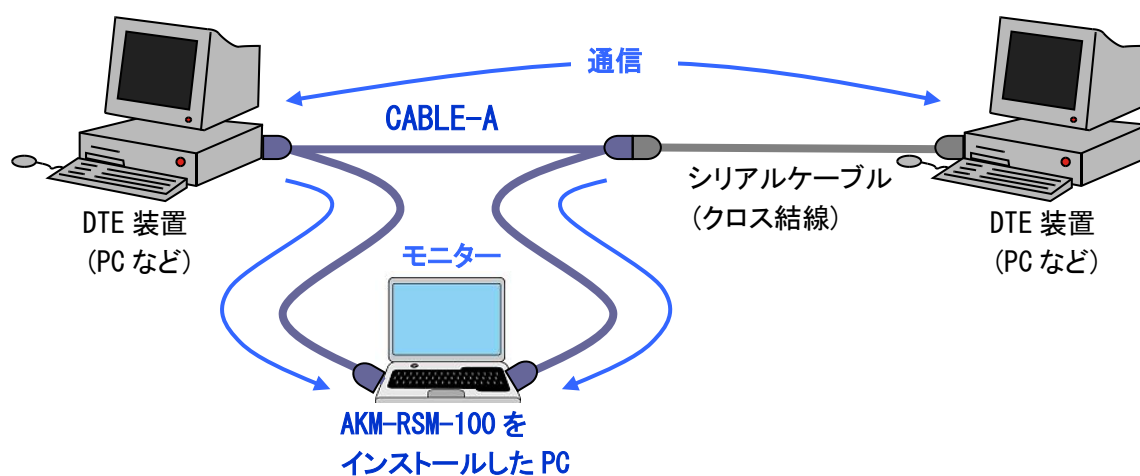 通信
CABLE-A
シリアルケーブル
（クロス結線）
DTE 装置
（PC など）
DTE 装置
（PC など）
モニター
AKM-RSM-100 を
インストールした PC